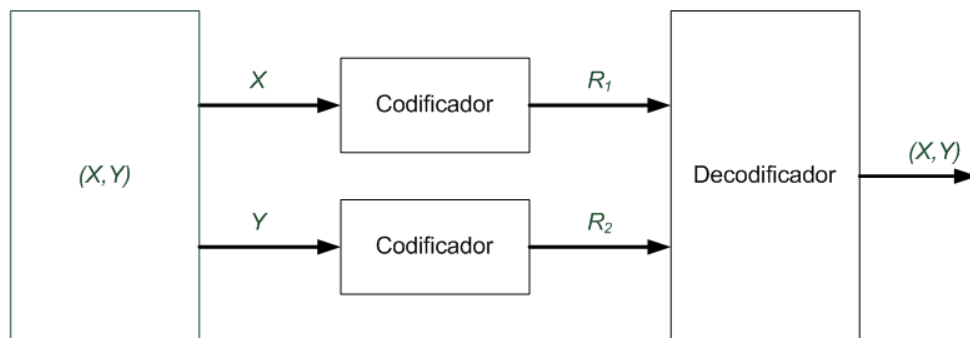 (X,Y)
X
Codificador
R₁
Y
Codificador
R₂
Decodificador
(X,Y)